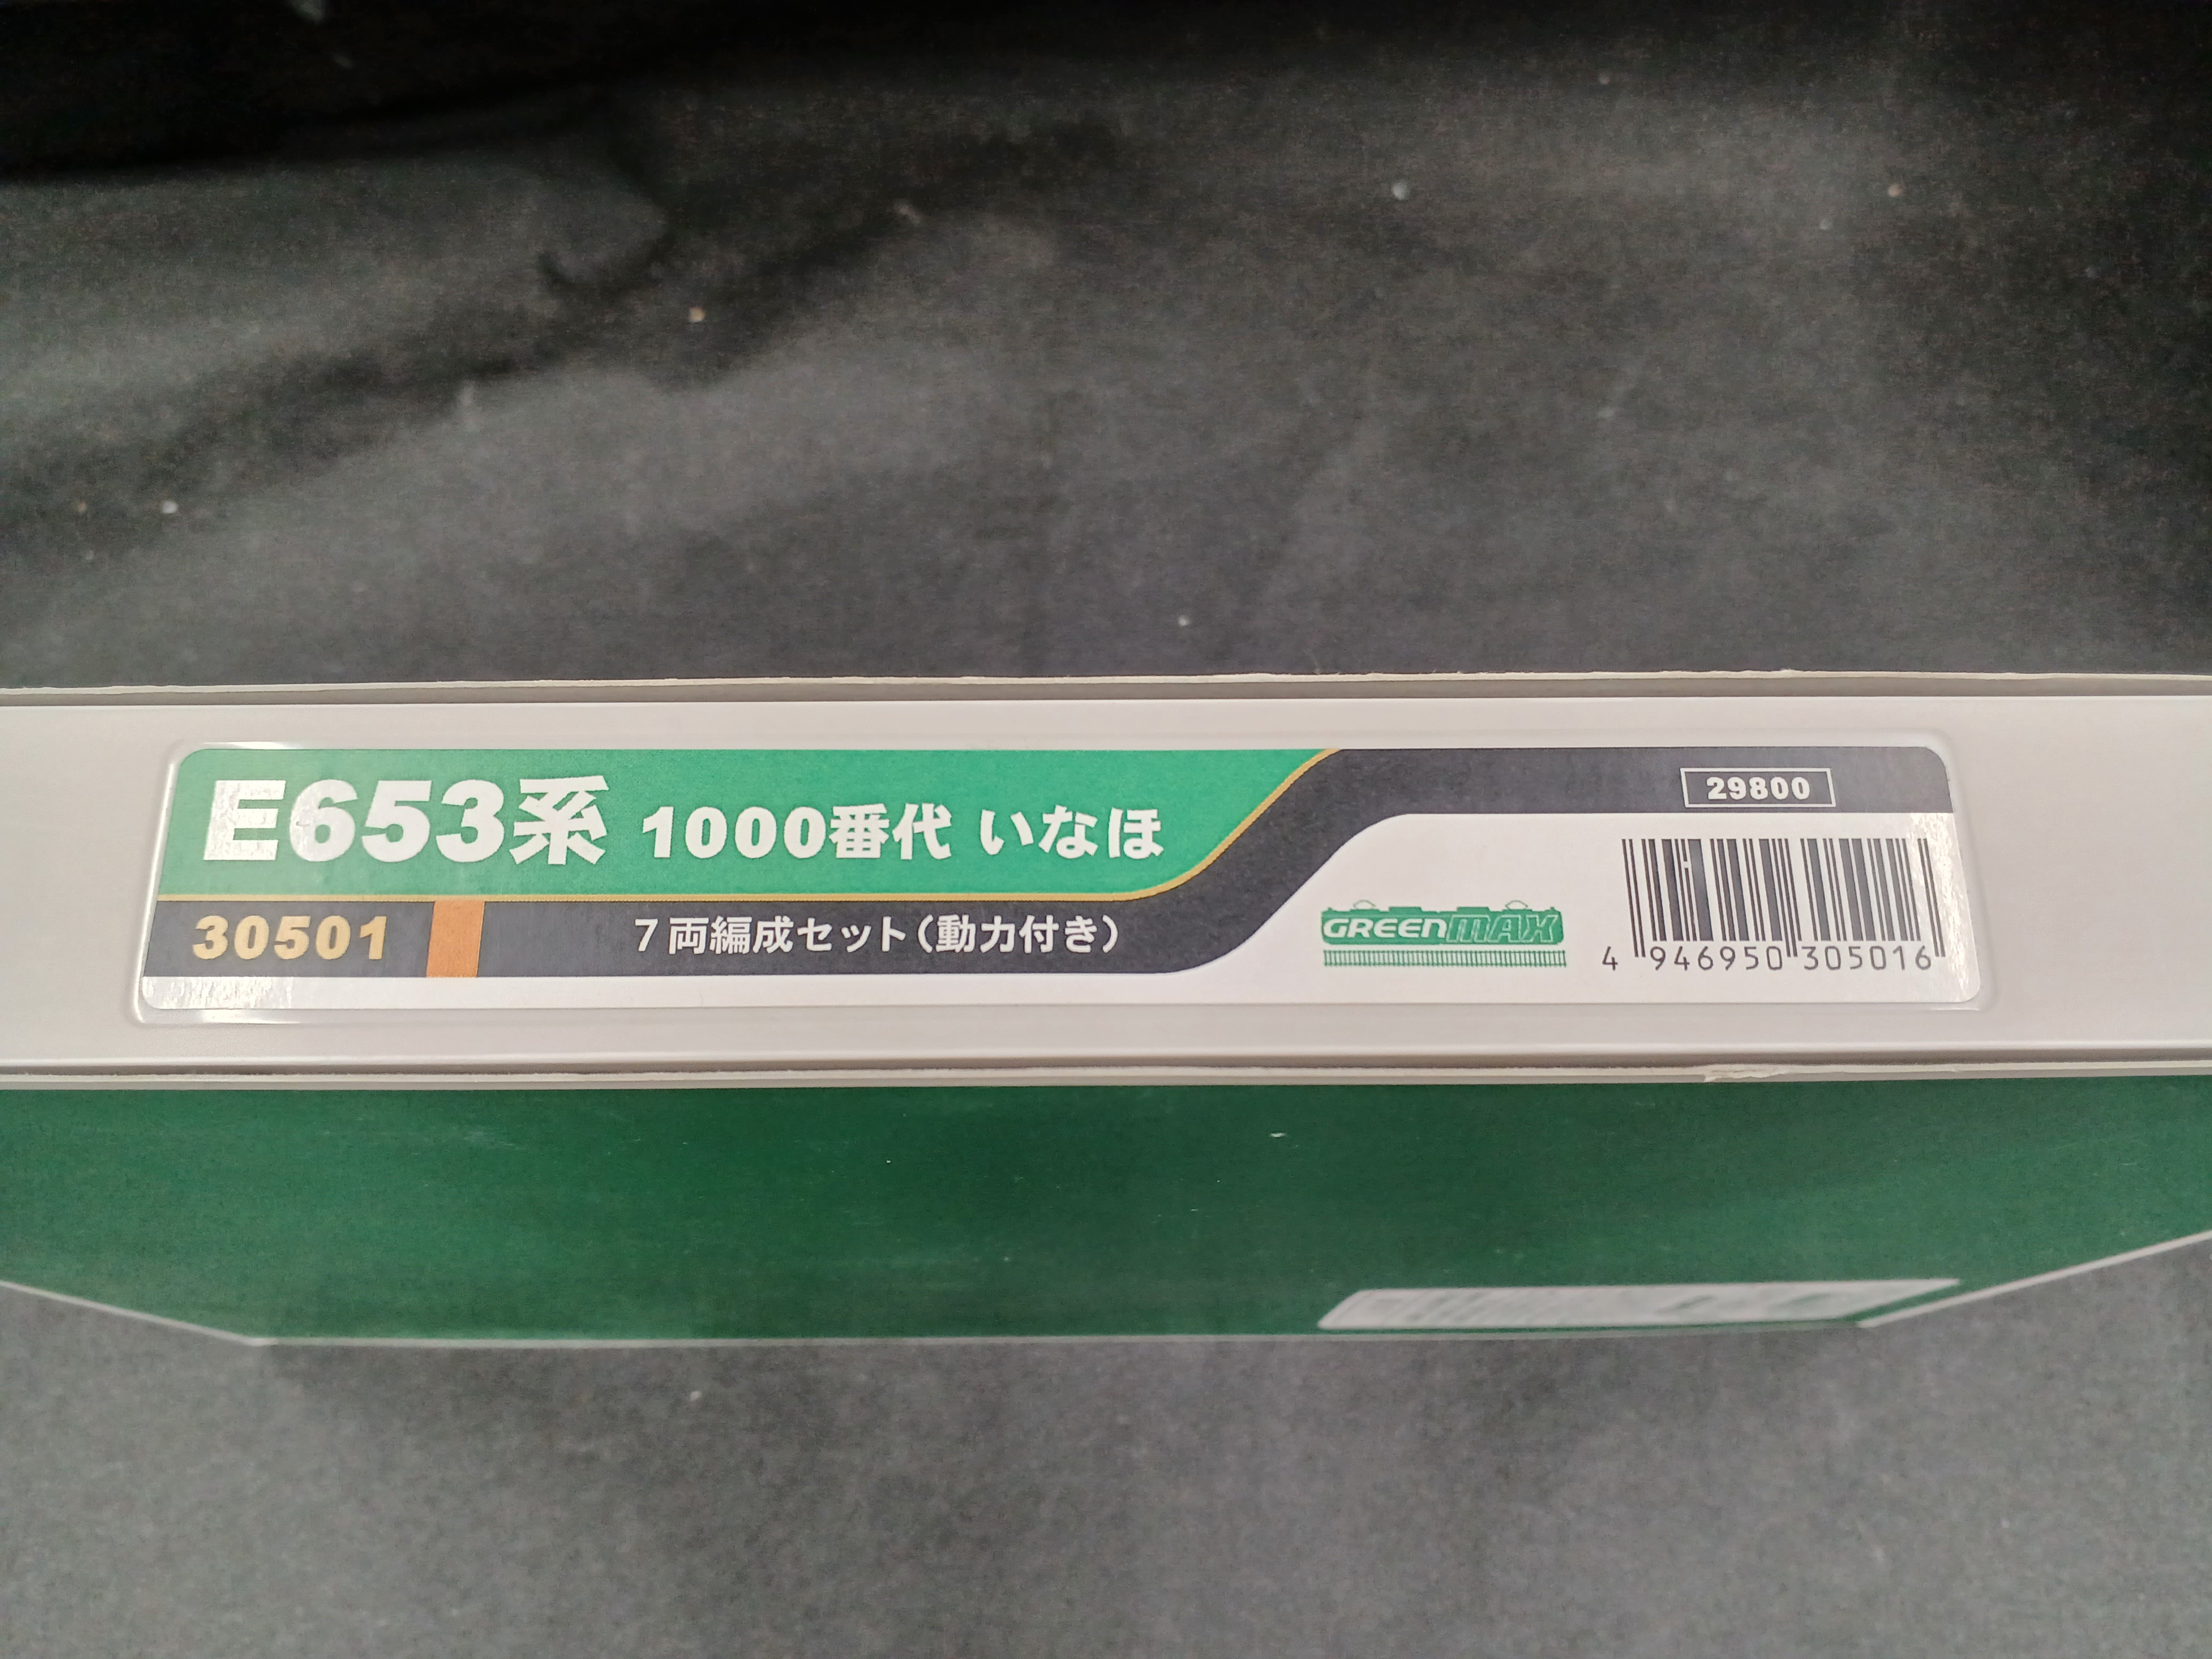 E653系 1000番代 いなほ
30501
7両編成セット(動力付き)
29800
GREENMAX
4 946950 305016